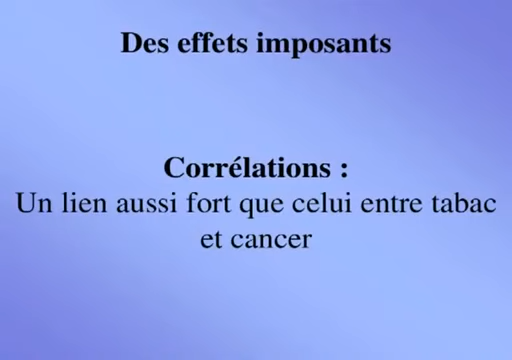 Des effets imposants
Corrélations :
Un lien aussi fort que celui entre tabac
et cancer